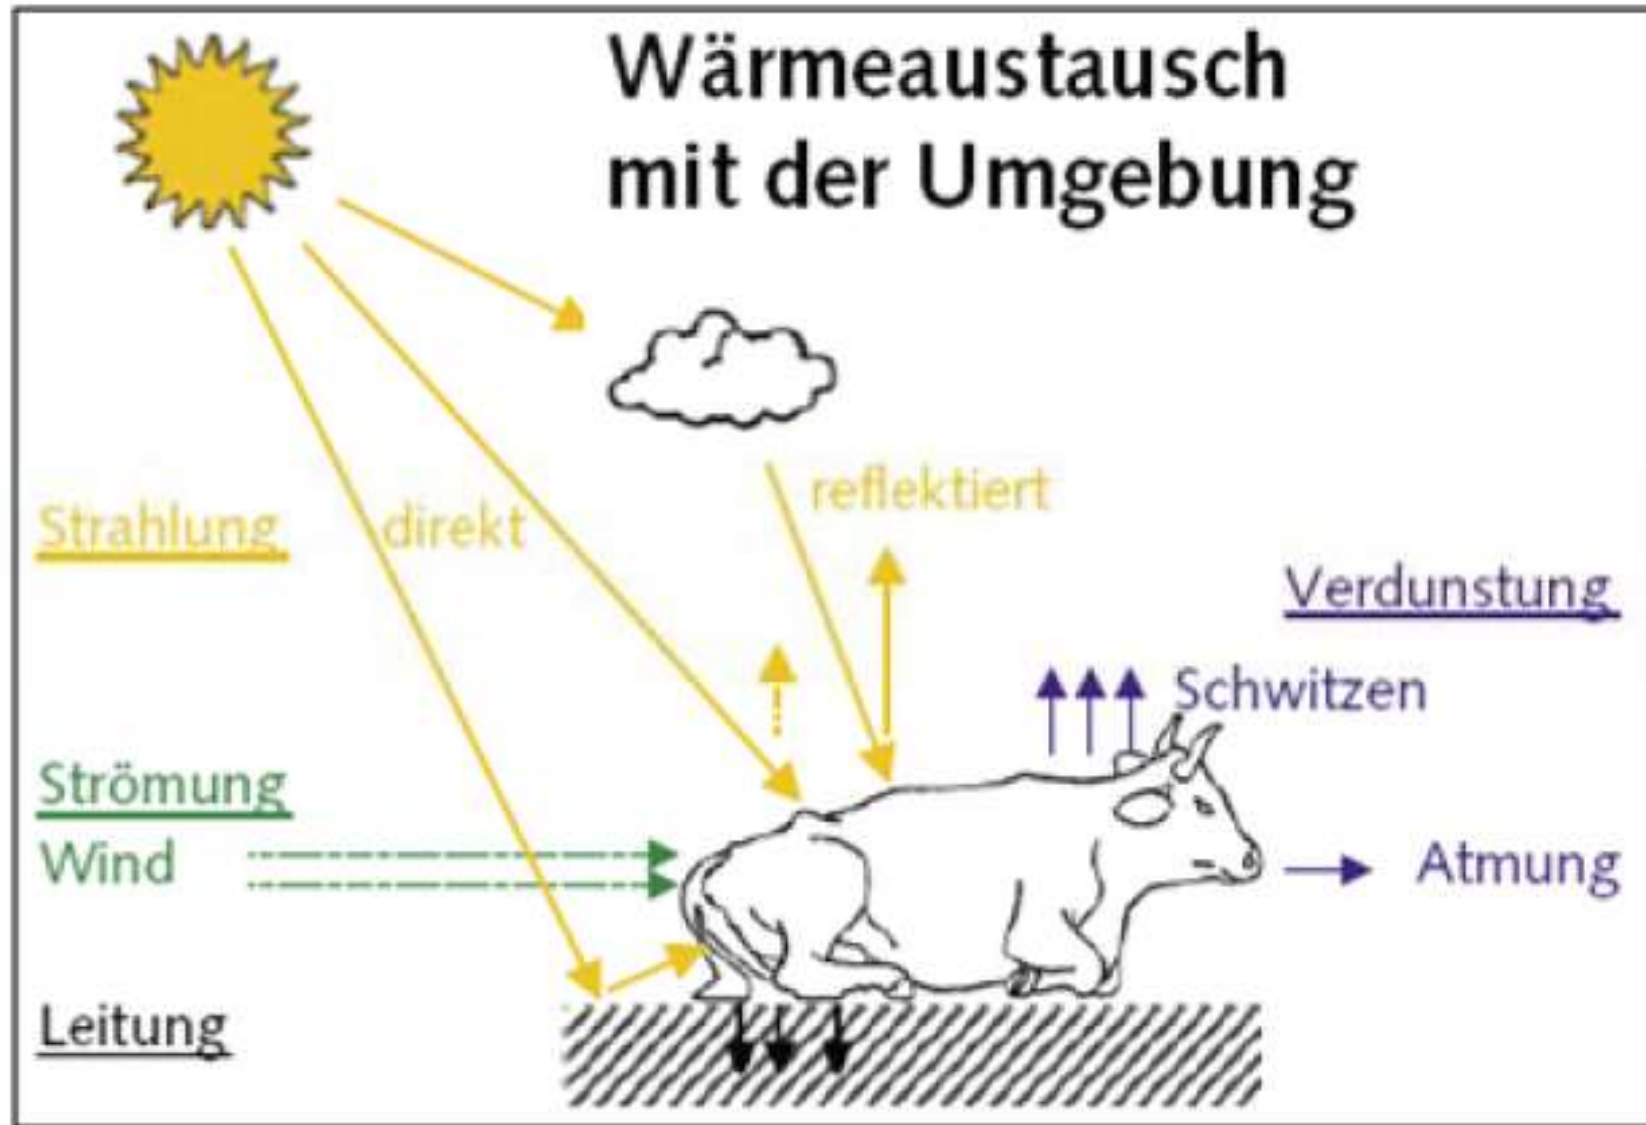 Wärmeaustausch
mit der Umgebung
reflektiert
Strahlung
direkt
Verdunstung
Schwitzen
Strömung
Wind
Atmung
Leitung